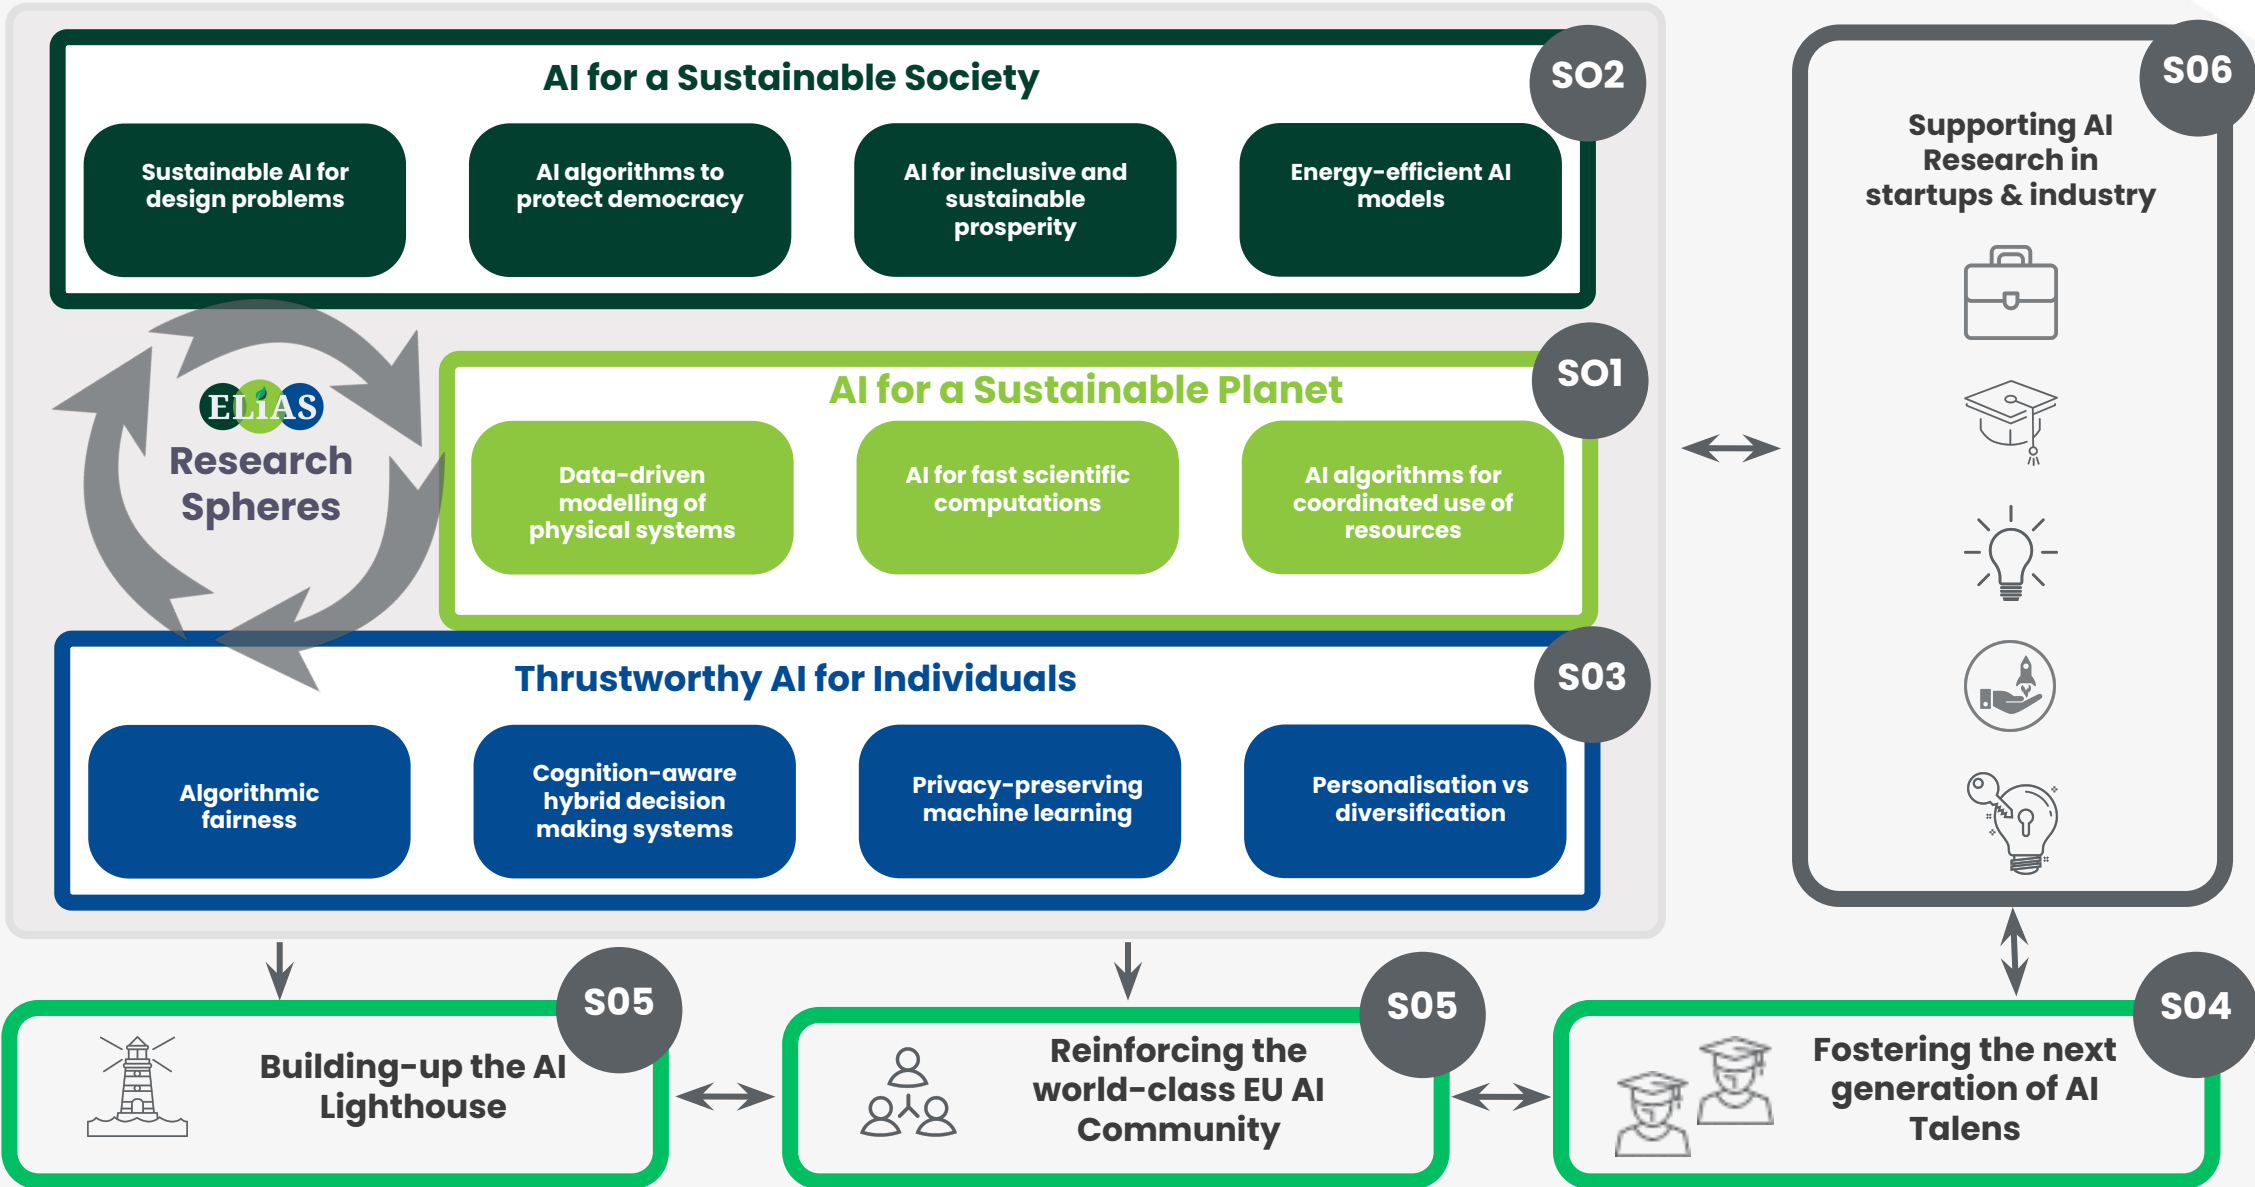 AI for a Sustainable Society
SO2
Sustainable AI for
design problems
AI algorithms to
protect democracy
AI for inclusive and
sustainable
prosperity
Energy-efficient AI
models
ELiAS
Research
Spheres
AI for a Sustainable Planet
SO1
Data-driven
modelling of
physical systems
AI for fast scientific
computations
AI algorithms for
coordinated use of
resources
Thrustworthy AI for Individuals
S03
Algorithmic
fairness
Cognition-aware
hybrid decision
making systems
Privacy-preserving
machine learning
Personalisation vs
diversification
S06
Supporting AI
Research in
startups & industry
S05
Building-up the AI
Lighthouse
S05
Reinforcing the
world-class EU AI
Community
S04
Fostering the next
generation of AI
Talens